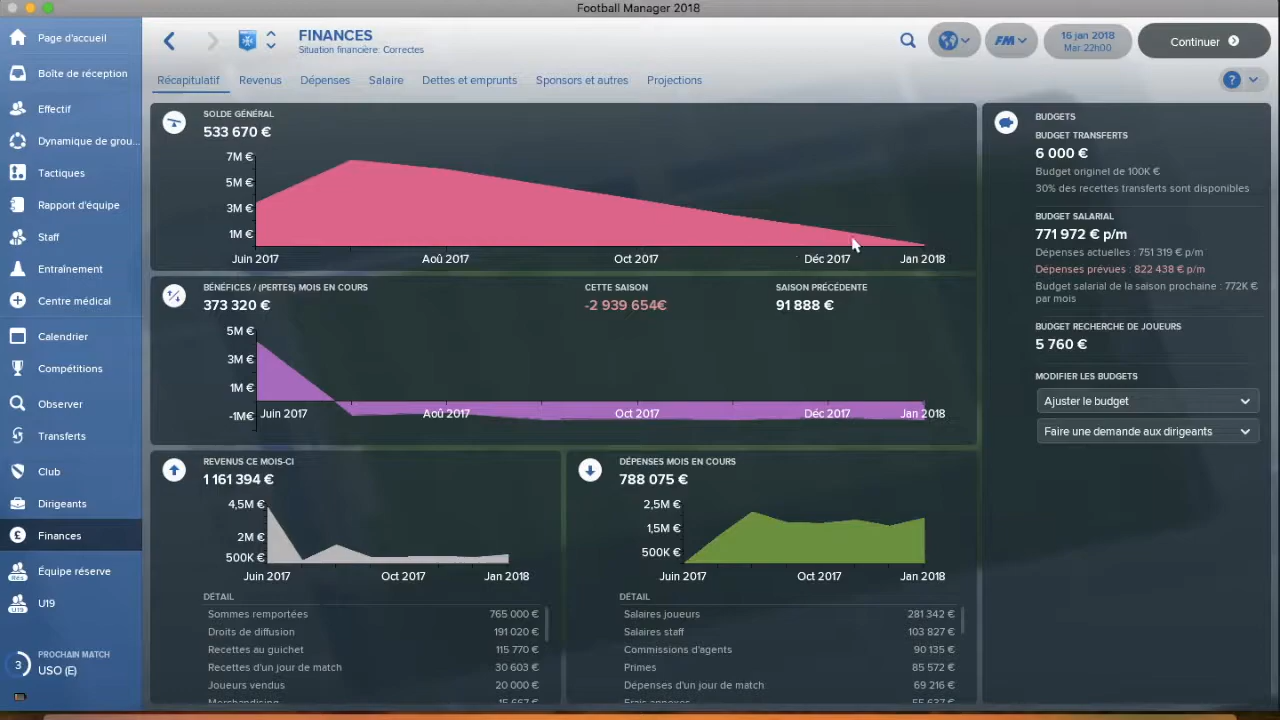 Football Manager 2018
Page d'accueil
Boîte de réception
Effectif
Dynamique de grou...
Tactiques
Rapport d'équipe
Staff
Entraînement
Centre médical
Calendrier
Compétitions
Observer
Transferts
Club
Dirigeants
Finances
Équipe réserve
U19
3
PROCHAIN MATCH
USO (E)
FINANCES
Situation financière: Correctes
FM
16 jan 2018
Mar 22h00
Continuer
Récapitulatif
Revenus
Dépenses
Salaire
Dettes et emprunts
Sponsors et autres
Projections
?
SOLDE GÉNÉRAL
533 670 €
7M €
5M €
3M €
1M €
Juin 2017
Aoû 2017
Oct 2017
Déc 2017
Jan 2018
BÉNÉFICES / (PERTES) MOIS EN COURS
373 320 €
CETTE SAISON
-2 939 654€
SAISON PRÉCÉDENTE
91 888 €
5M €
3M €
1M €
-1M€
Juin 2017
Aoû 2017
Oct 2017
Déc 2017
Jan 2018
REVENUS CE MOIS-CI
1 161 394 €
4,5M €
2M €
500K €
Juin 2017
Oct 2017
Jan 2018
DÉTAIL
Sommes remportées 765 000 €
Droits de diffusion 191 020 €
Recettes au guichet 115 770 €
Recettes d'un jour de match 30 603 €
Joueurs vendus 20 000 €
Merchandising 15 667 €
DÉPENSES MOIS EN COURS
788 075 €
2,5M €
1,5M €
500K €
Juin 2017
Oct 2017
Jan 2018
DÉTAIL
Salaires joueurs 281 342 €
Salaires staff 103 827 €
Commissions d'agents 90 135 €
Primes 85 572 €
Dépenses d'un jour de match 69 216 €
Frais annexes 55 637 €
BUDGETS
BUDGET TRANSFERTS
6 000 €
Budget originel de 100K €
30% des recettes transferts sont disponibles
BUDGET SALARIAL
771 972 € p/m
Dépenses actuelles : 751 319 € p/m
Dépenses prévues : 822 438 € p/m
Budget salarial de la saison prochaine : 772K €
par mois
BUDGET RECHERCHE DE JOUEURS
5 760 €
MODIFIER LES BUDGETS
Ajuster le budget
Faire une demande aux dirigeants